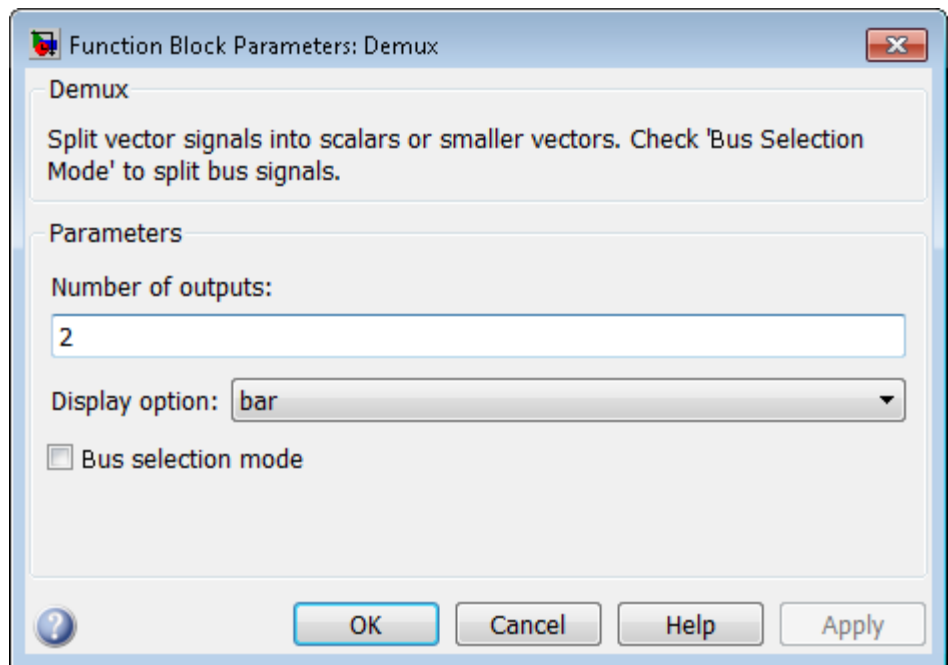 Function Block Parameters: Demux
Demux
Split vector signals into scalars or smaller vectors. Check 'Bus Selection
Mode' to split bus signals.
Parameters
Number of outputs:
2
Display option: bar
Bus selection mode
OK Cancel Help Apply